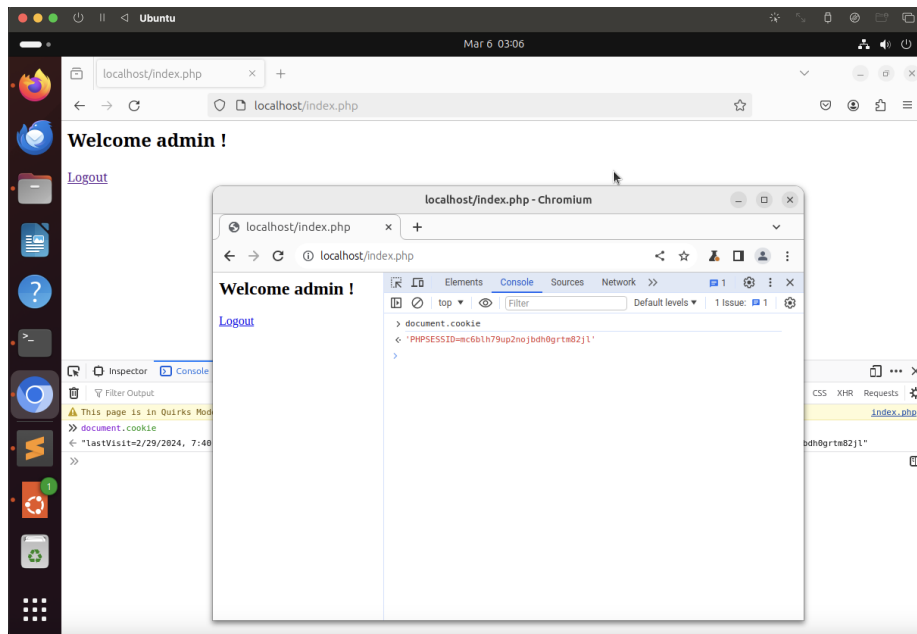 Ubuntu
Mar 6 03:06
localhost/index.php
localhost/index.php
Welcome admin !
Logout
localhost/index.php - Chromium
localhost/index.php
localhost/index.php
Welcome admin !
Logout
Elements Console Sources Network
1
top Filter Default levels 1 Issue: 1
> document.cookie
'PHPSESSID=mc6blh79up2nojbdh0grtm82jl'
Inspector Console
Filter Output
CSS XHR Requests
This page is in Quirks Mod
index.php
document.cookie
"lastVisit=2/29/2024, 7:40
bdh0grtm82jl"
1